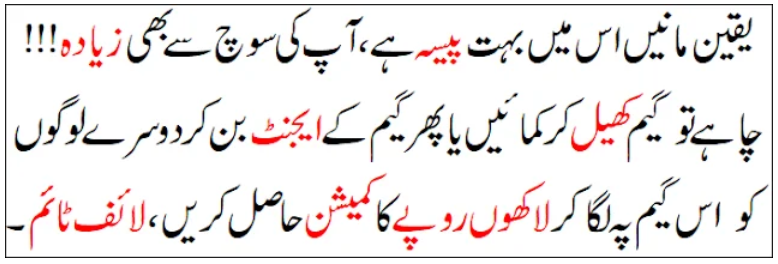 یقین مانیں اس میں بہت پیسہ ہے، آپ کی سوچ سے بھی زیادہ!!!
چاہے تو گیم کھیل کر کمائیں یا پھر گیم کے ایجنٹ بن کر دوسرے لوگوں
کو اس گیم پہ لگا کر لاکھوں روپے کا کمیشن حاصل کریں، لائف ٹائم۔